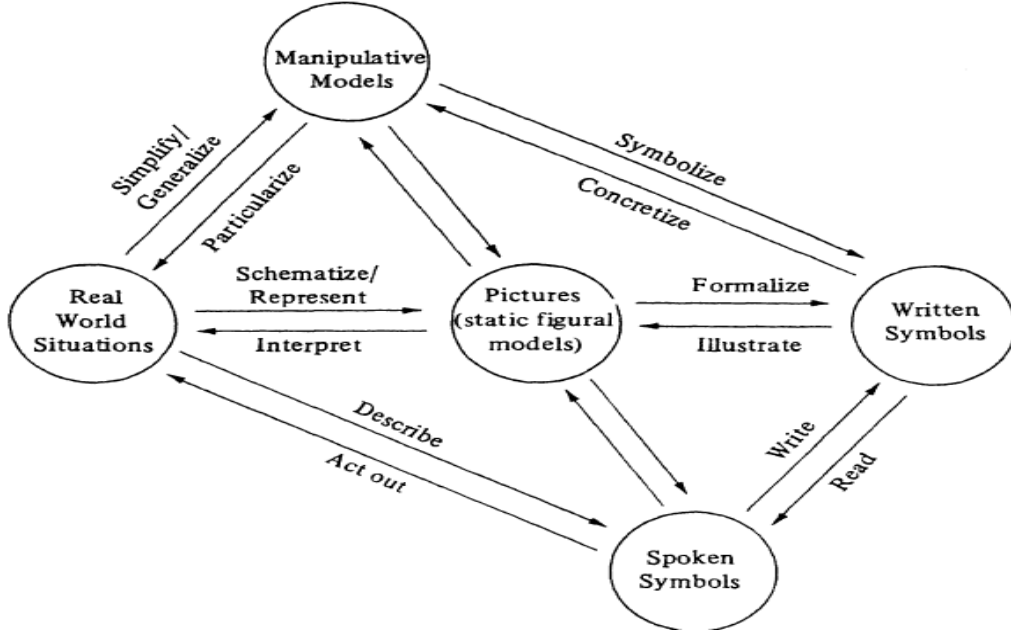 Manipulative
Models
Simplify/
Generalize
Particularize
Symbolize
Concretize
Real
World
Situations
Schematize/
Represent
Interpret
Pictures
(static figural
models)
Formalize
Illustrate
Written
Symbols
Describe
Act out
Write
Read
Spoken
Symbols